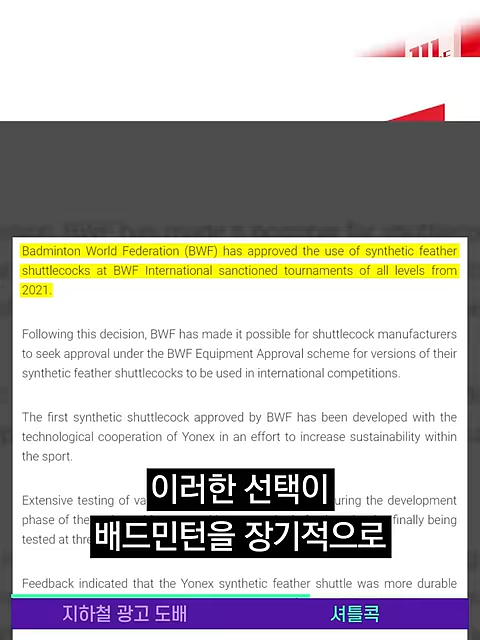 Badminton World Federation (BWF) has approved the use of synthetic feather
shuttlecocks at BWF International sanctioned tournaments of all levels from
2021.
Following this decision, BWF has made it possible for shuttlecock manufacturers
to seek approval under the BWF Equipment Approval scheme for versions of their
synthetic feather shuttlecocks to be used in international competitions.
The first synthetic shuttlecock approved by BWF has been developed with the
technological cooperation of Yonex in an effort to increase sustainability within
the sport.
Extensive testing of during the development
이러한 선택이
phase of the finally being
배드민턴을 장기적으로
tested at
Feedback indicated that the Yonex synthetic feather shuttle was more durable
지하철 광고 도배 셔틀콕